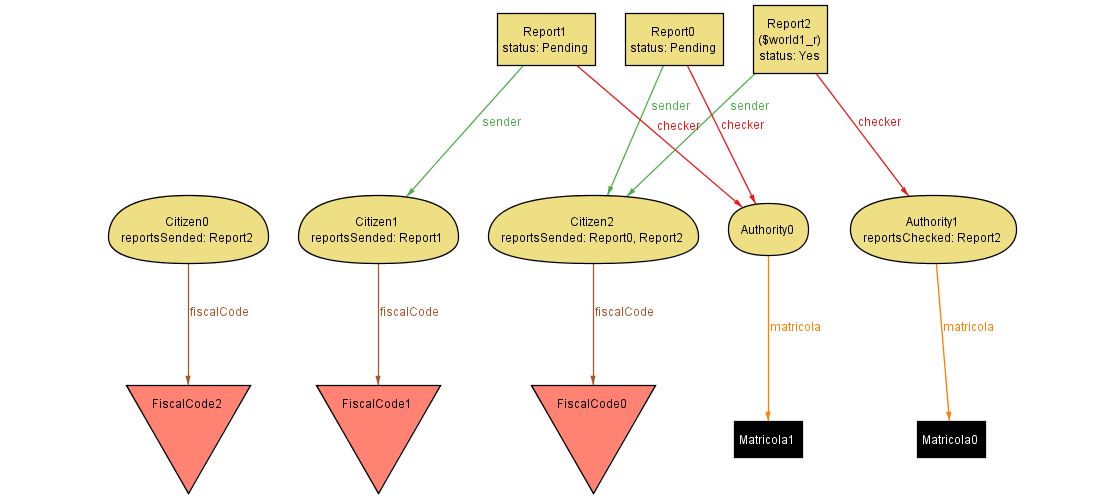 Report1
status: Pending
Report0
status: Pending
Report2
($world1_r)
status: Yes
sender
sender
sender
checker
checker
checker
Citizen0
reportsSended: Report2
Citizen1
reportsSended: Report1
Citizen2
reportsSended: Report0, Report2
Authority0
Authority1
reportsChecked: Report2
fiscalCode
fiscalCode
fiscalCode
matricola
matricola
FiscalCode2
FiscalCode1
FiscalCode0
Matricola1
Matricola0